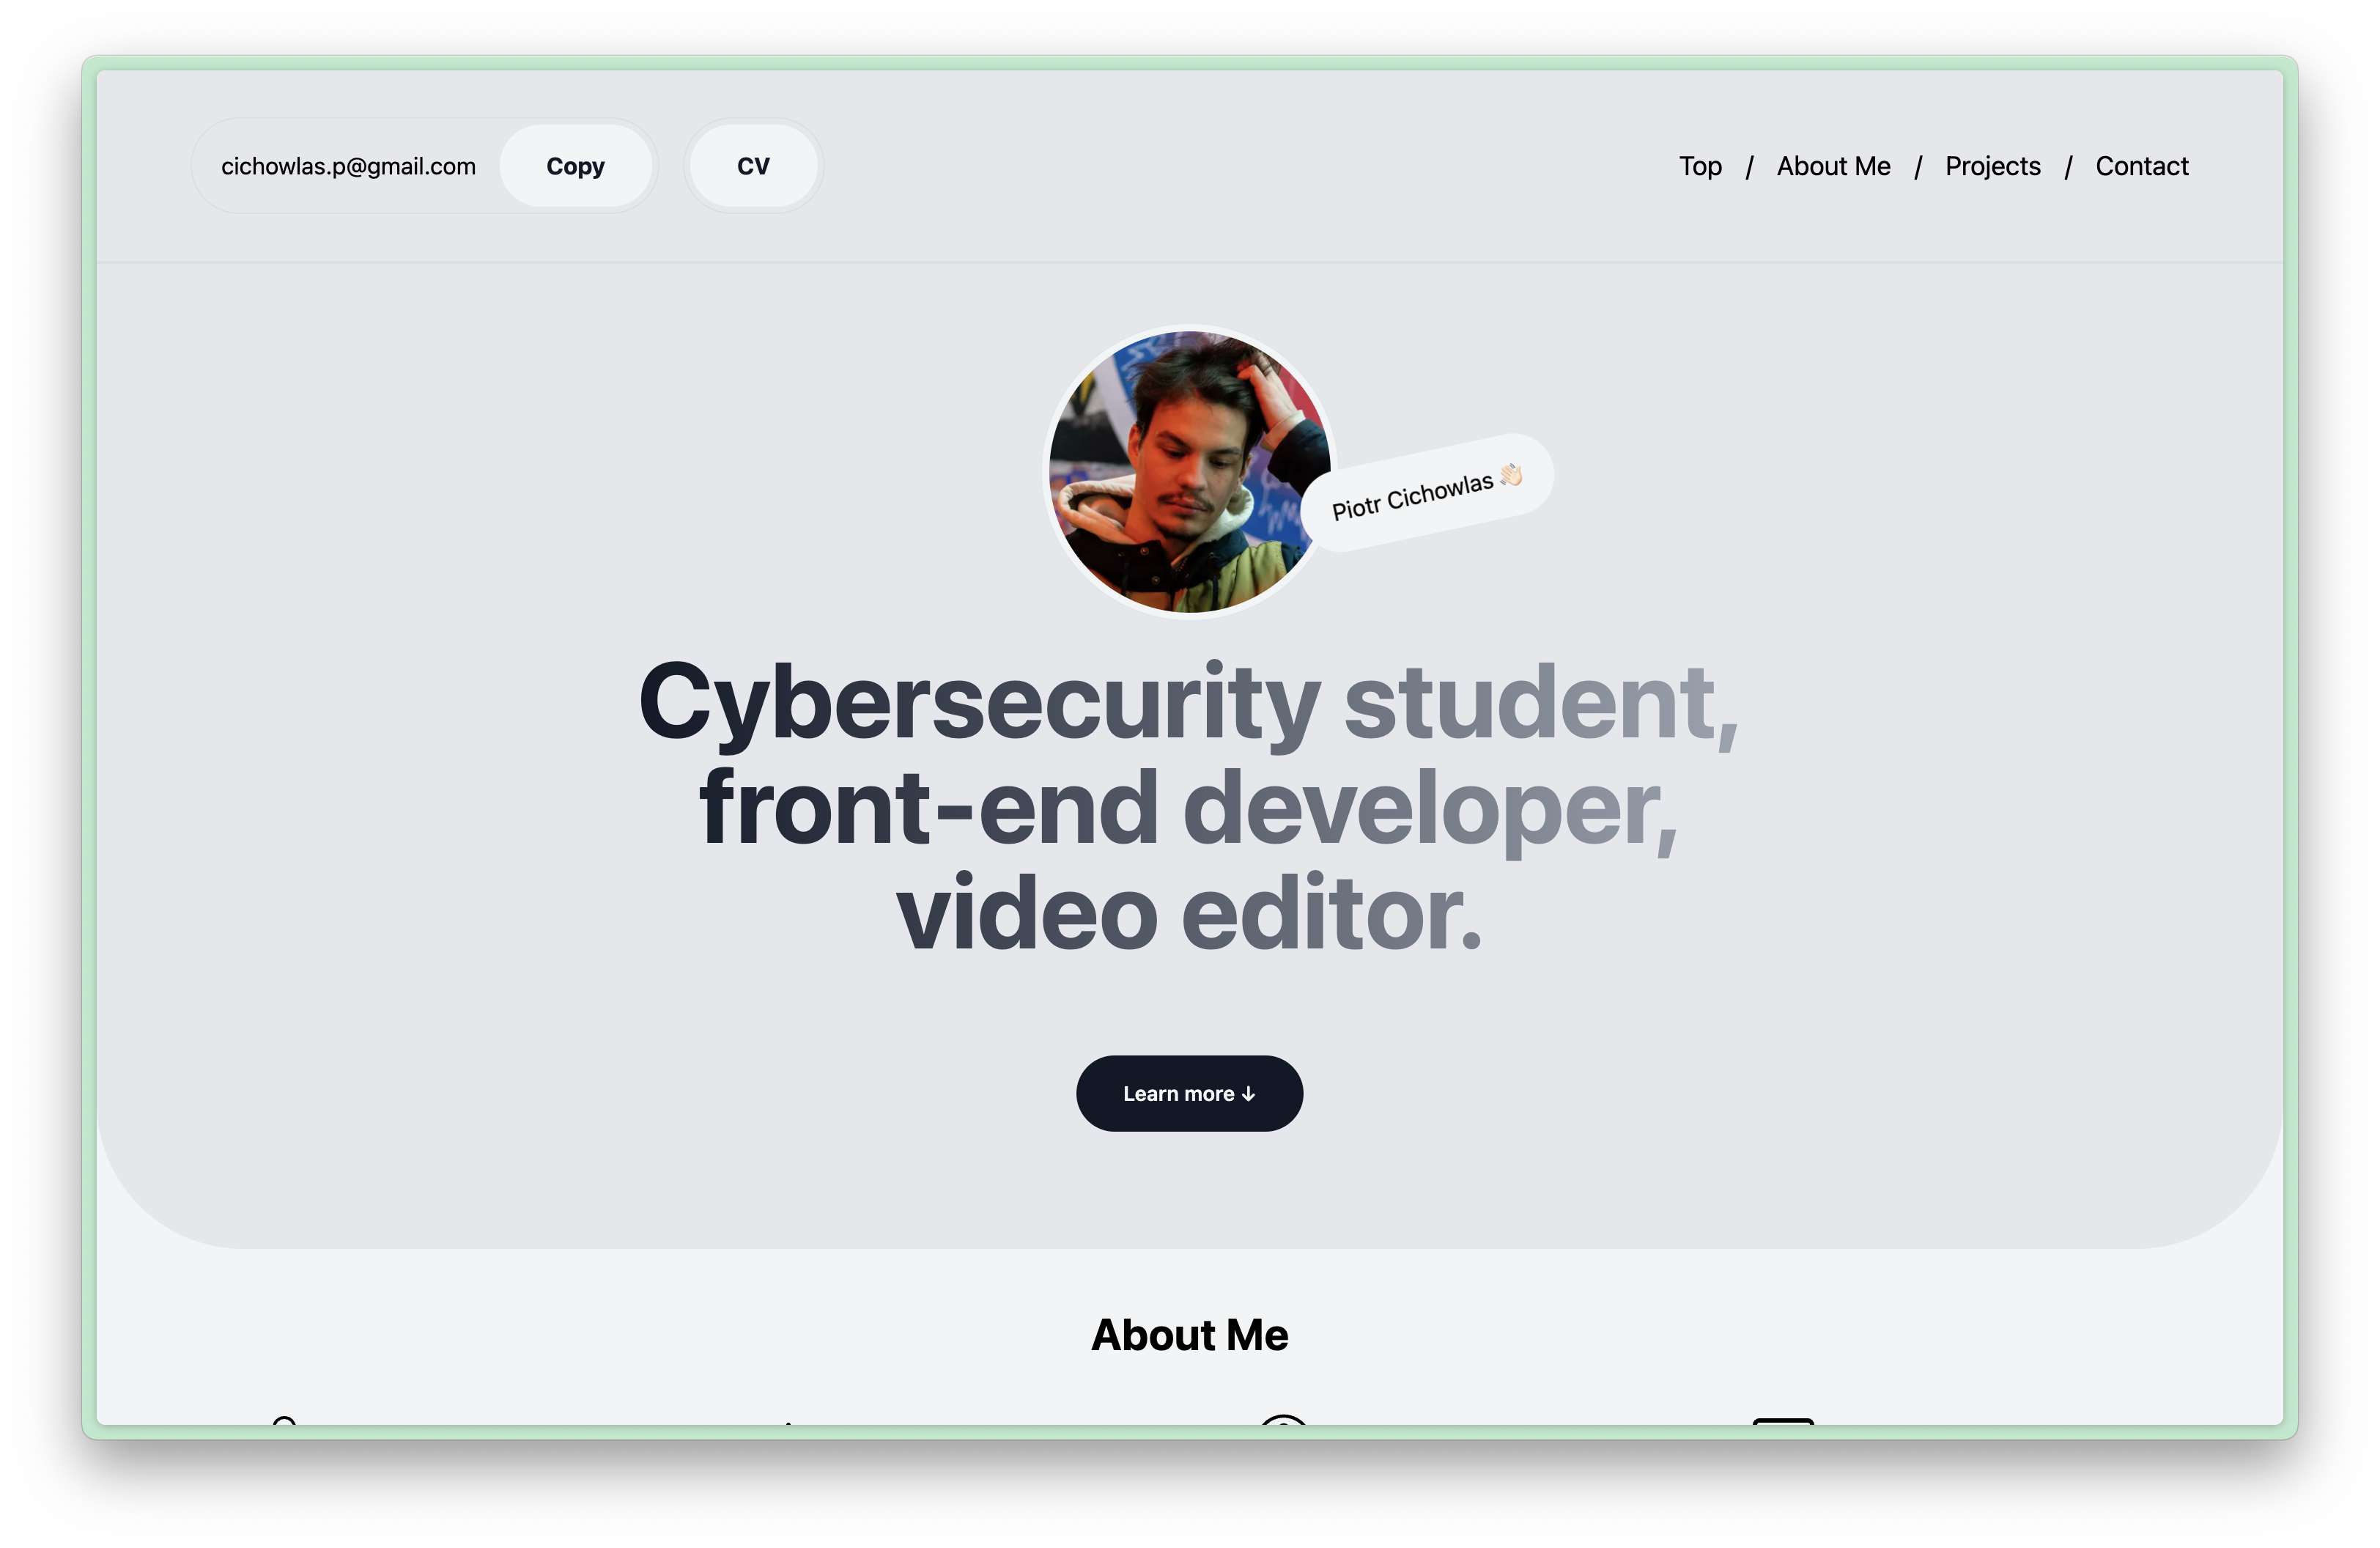 cichowlas.p@gmail.com Copy CV Top / About Me / Projects / Contact
Piotr Cichowlas 👋🏻
Cybersecurity student,
front-end developer,
video editor.
Learn more ↓
About Me